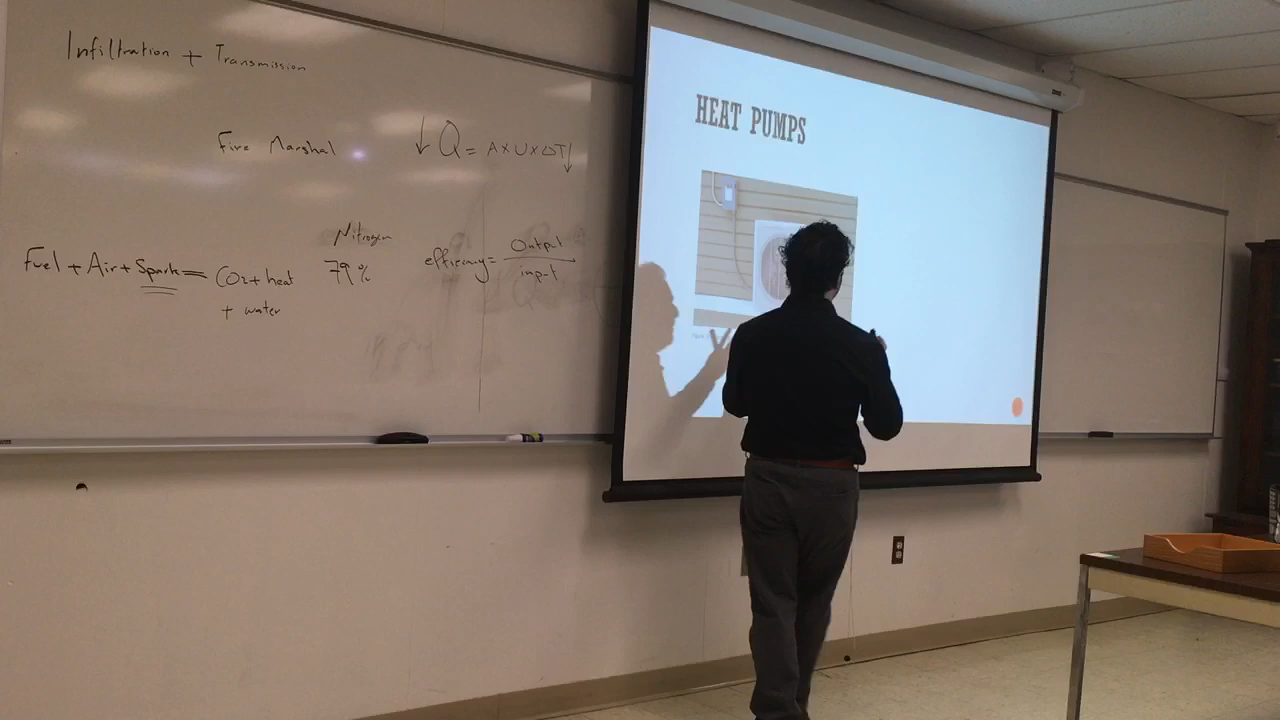 Infiltration + Transmission
Fire Marshal
↓ Q = A x U x ΔT↓
Nitrogen
79%
Fuel + Air + Spark = CO2 + heat
+ water
efficiency = Output
input
HEAT PUMPS